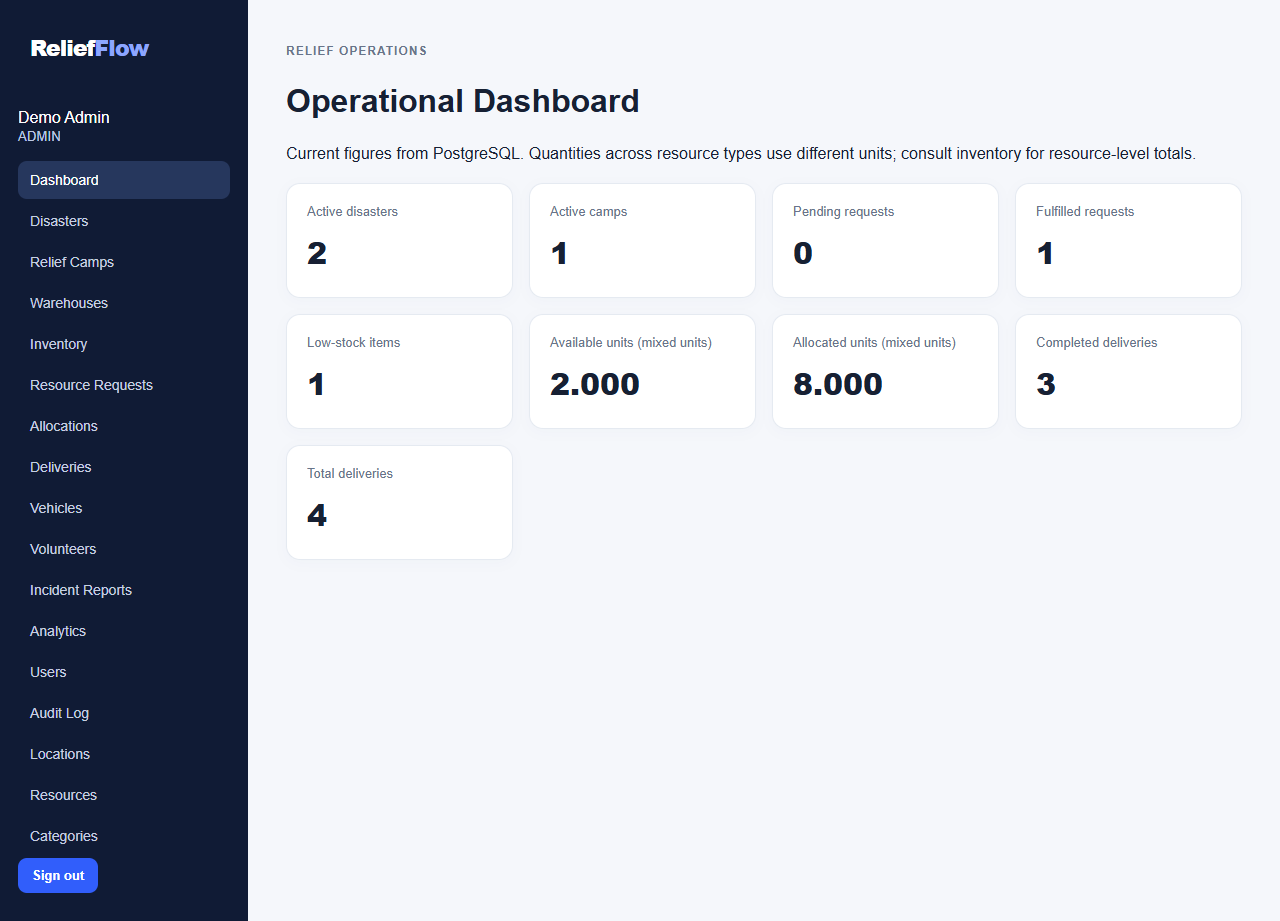 ReliefFlow
Demo Admin
ADMIN
Dashboard
Disasters
Relief Camps
Warehouses
Inventory
Resource Requests
Allocations
Deliveries
Vehicles
Volunteers
Incident Reports
Analytics
Users
Audit Log
Locations
Resources
Categories
Sign out
RELIEF OPERATIONS
Operational Dashboard
Current figures from PostgreSQL. Quantities across resource types use different units; consult inventory for resource-level totals.
Active disasters
2
Active camps
1
Pending requests
0
Fulfilled requests
1
Low-stock items
1
Available units (mixed units)
2.000
Allocated units (mixed units)
8.000
Completed deliveries
3
Total deliveries
4